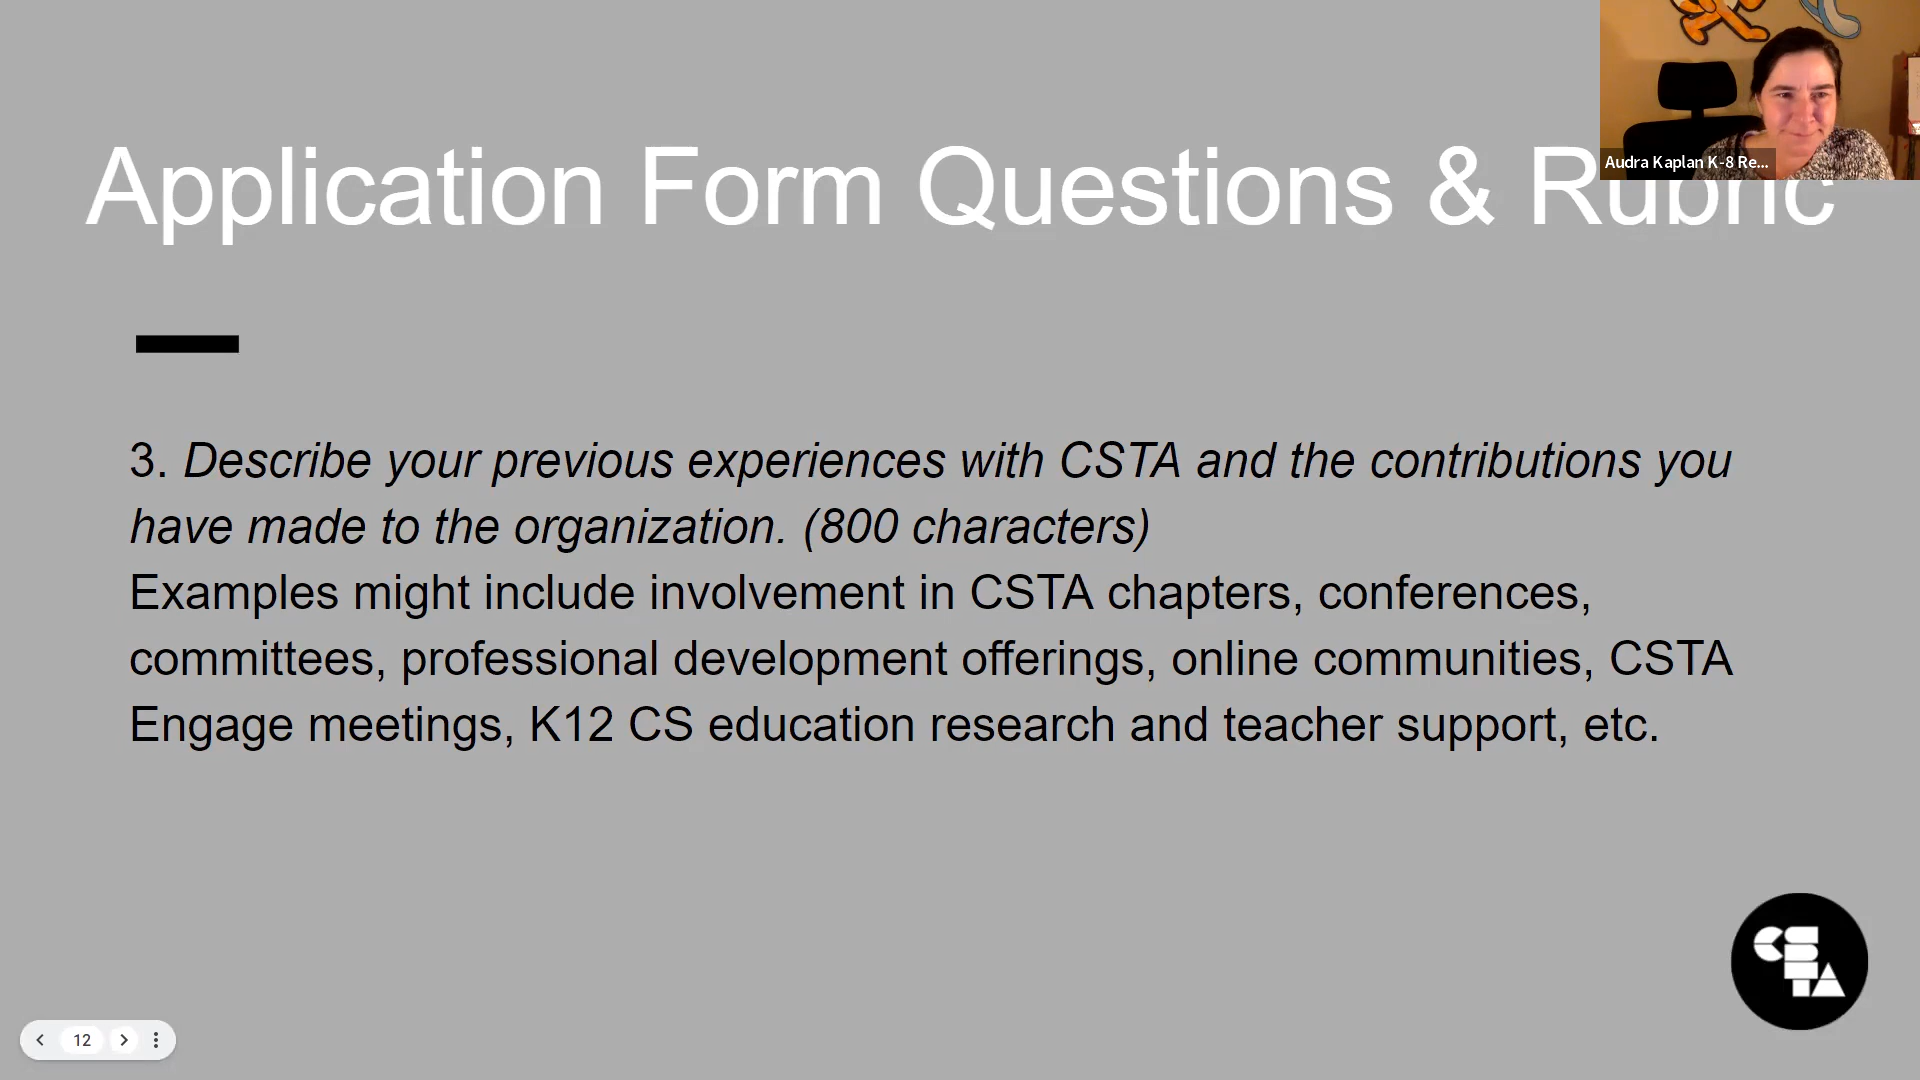 Audra Kaplan K-8 Re...
Application Form Questions & Rubric
3. Describe your previous experiences with CSTA and the contributions you
have made to the organization. (800 characters)
Examples might include involvement in CSTA chapters, conferences,
committees, professional development offerings, online communities, CSTA
Engage meetings, K12 CS education research and teacher support, etc.
CSTA
12